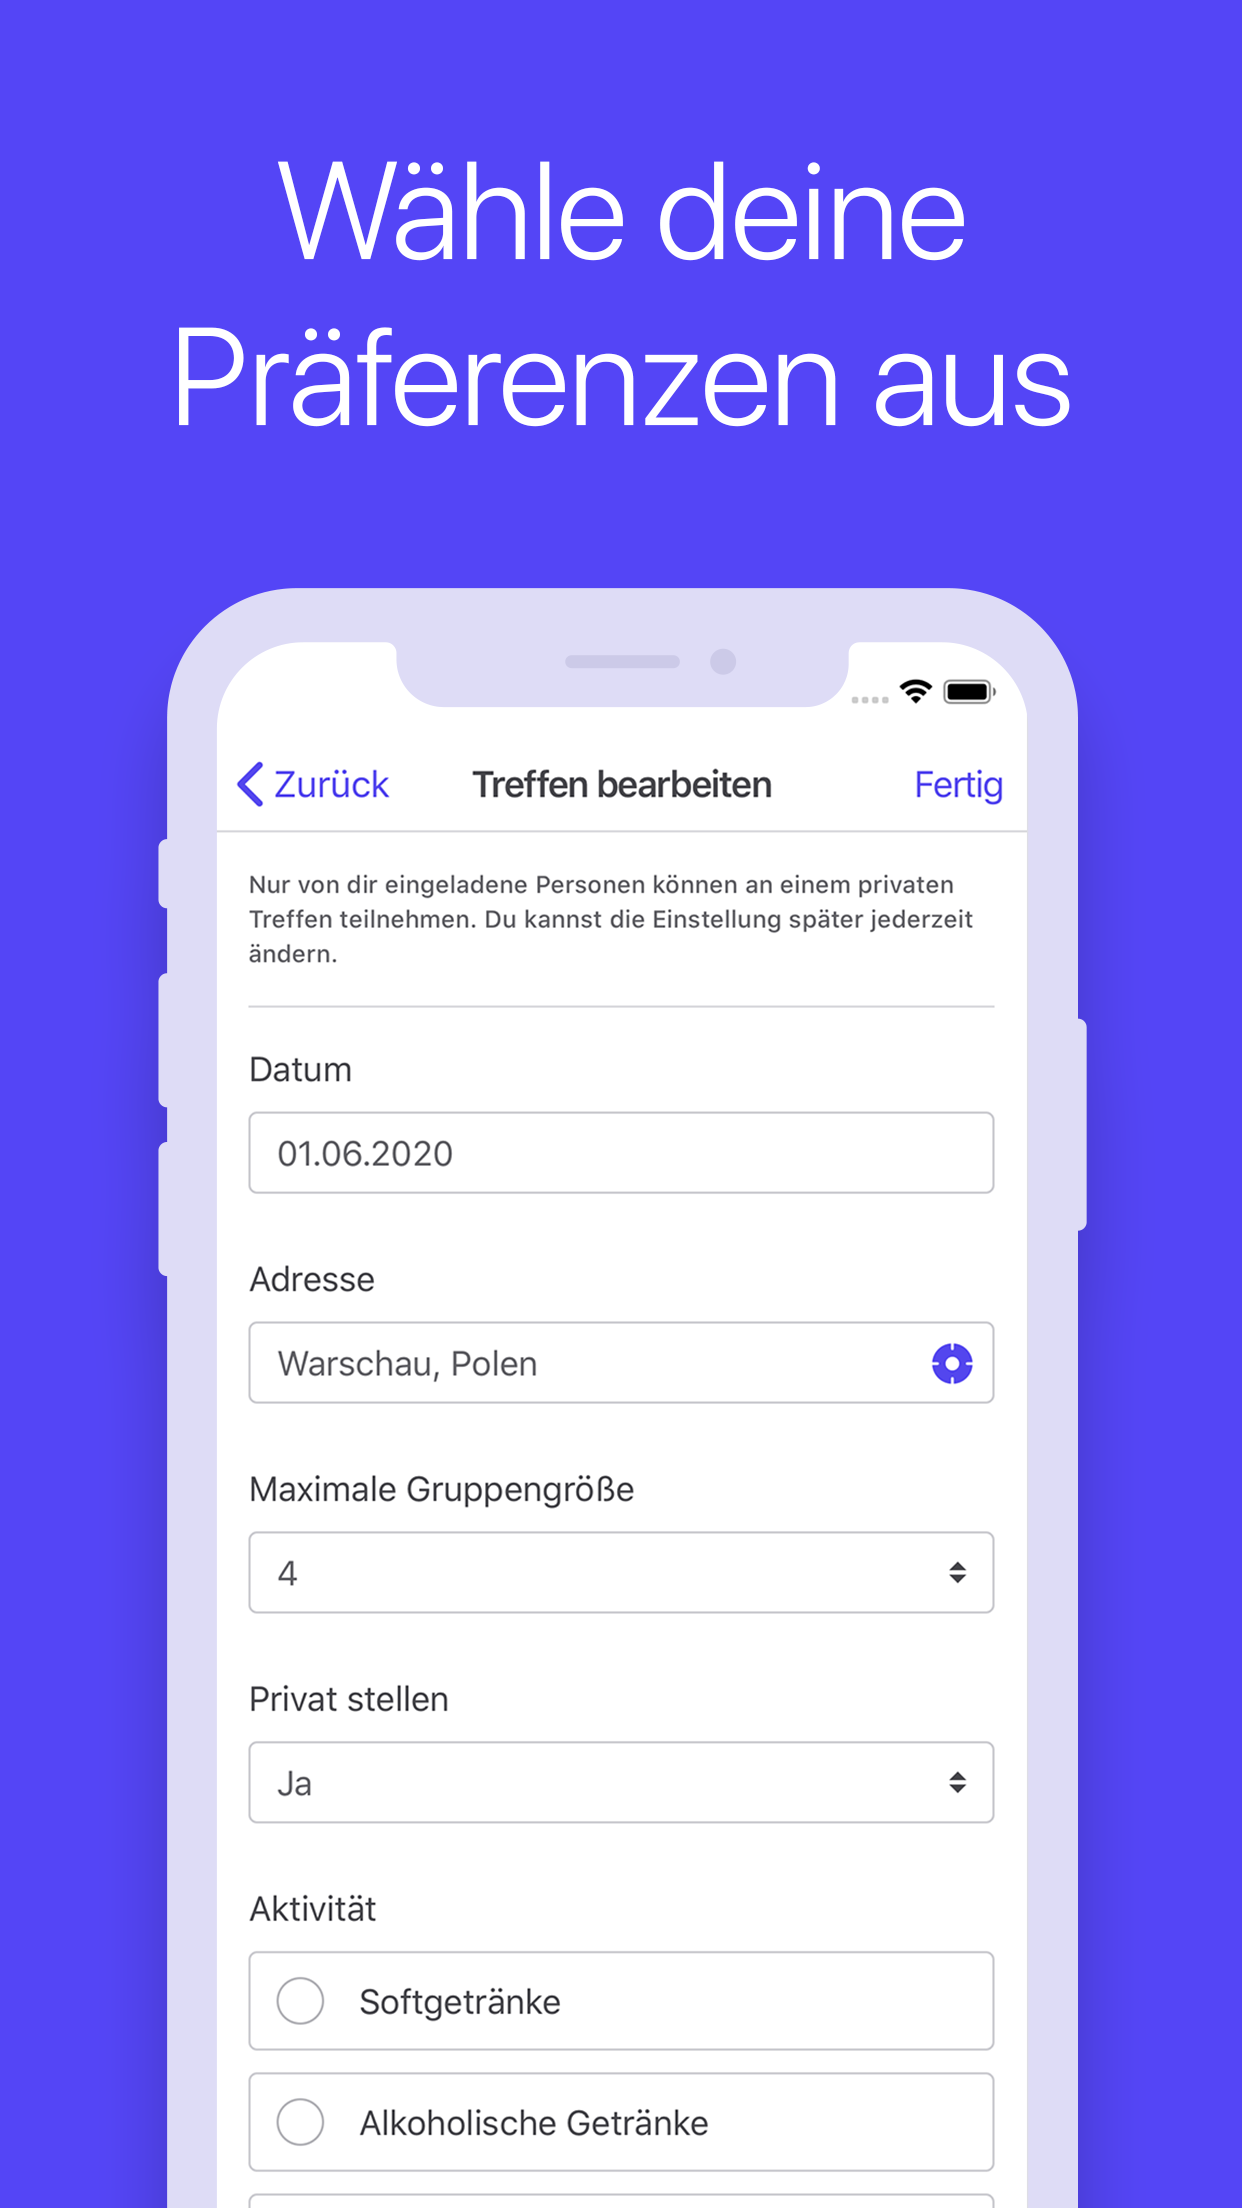 Wähle deine
Präferenzen aus
Zurück
Treffen bearbeiten
Fertig
Nur von dir eingeladene Personen können an einem privaten
Treffen teilnehmen. Du kannst die Einstellung später jederzeit
ändern.
Datum
01.06.2020
Adresse
Warschau, Polen
Maximale Gruppengröße
4
Privat stellen
Ja
Aktivität
Softgetränke
Alkoholische Getränke